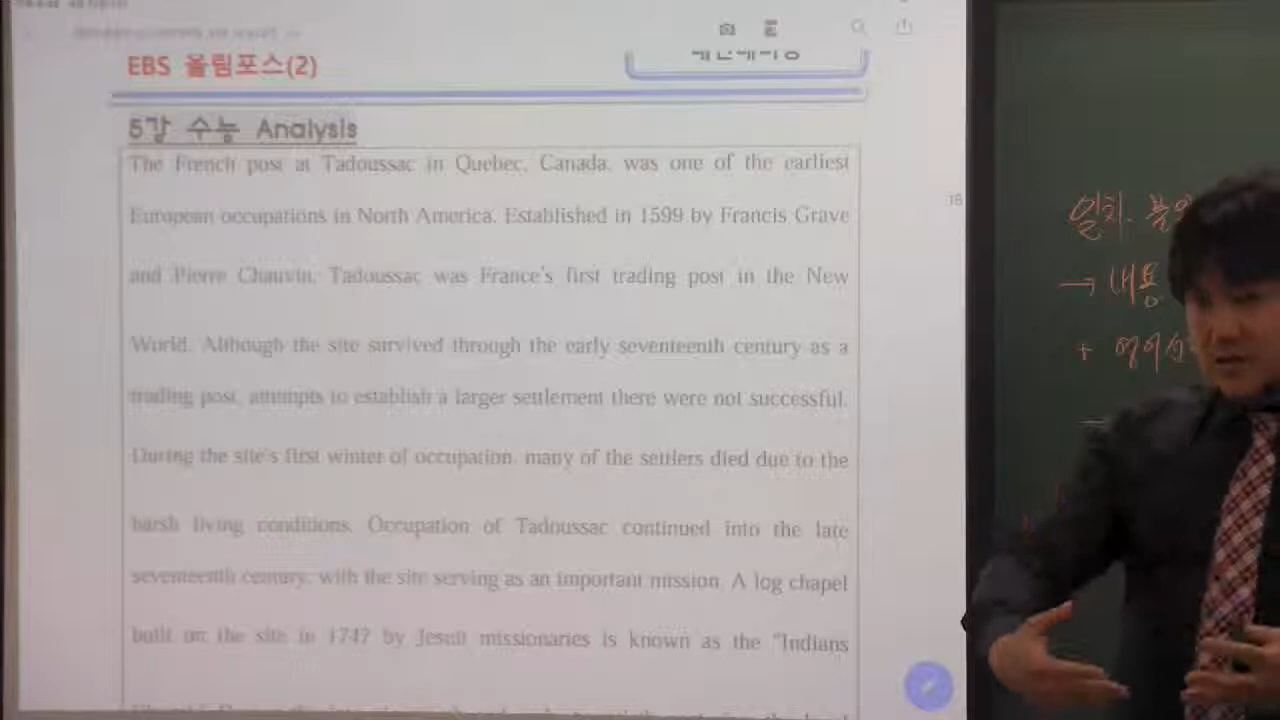 EBS 올림포스(2)
5강 수능 Analysis
The French post at Tadoussac in Quebec, Canada, was one of the earliest
European occupations in North America. Established in 1599 by Francis Grave
and Pierre Chauvin, Tadoussac was France's first trading post in the New
World. Although the site survived through the early seventeenth century as a
trading post, attempts to establish a larger settlement there were not successful.
During the site's first winter of occupation, many of the settlers died due to the
harsh living conditions. Occupation of Tadoussac continued into the late
seventeenth century, with the site serving as an important mission. A log chapel
built on the site in 1747 by Jesuit missionaries is known as the "Indians
일치. 불
→ 내용
+